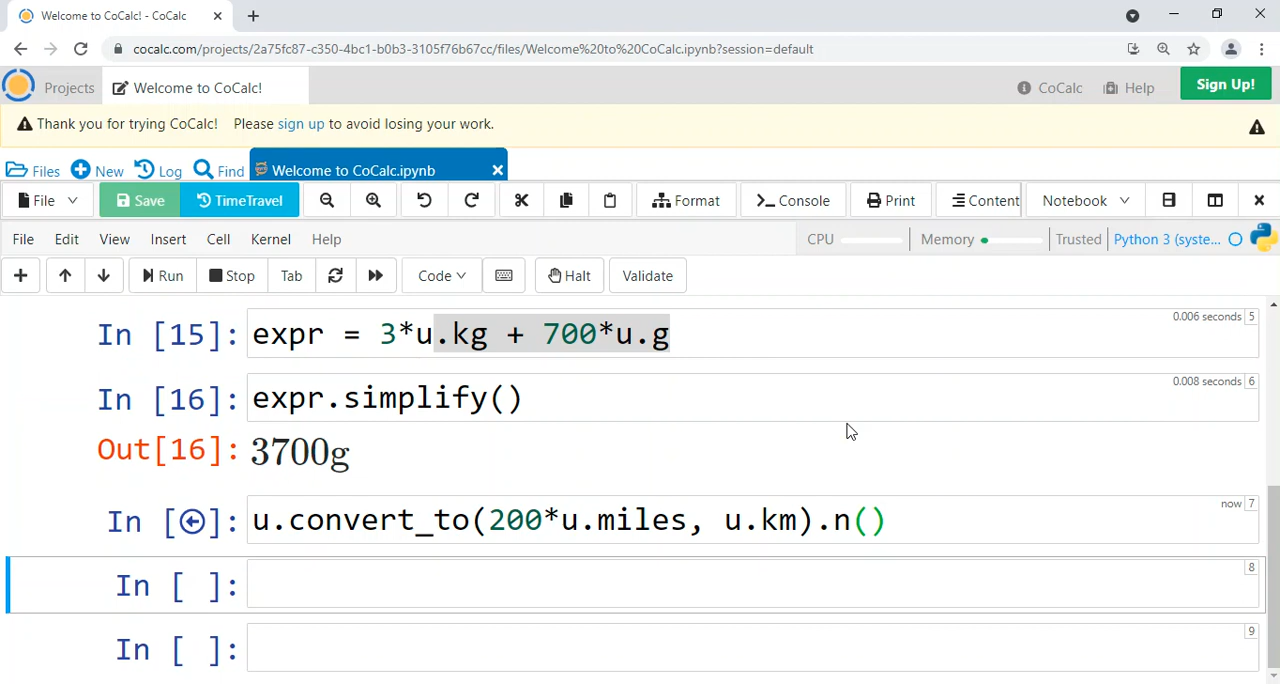 Welcome to CoCalc! - CoCalc
cocalc.com/projects/2a75fc87-c350-4bc1-b0b3-3105f76b67cc/files/Welcome%20to%20CoCalc.ipynb?session=default
Projects Welcome to CoCalc! CoCalc Help Sign Up!
Thank you for trying CoCalc! Please sign up to avoid losing your work.
Files New Log Find Welcome to CoCalc.ipynb
File Save TimeTravel Format Console Print Content Notebook
File Edit View Insert Cell Kernel Help CPU Memory Trusted Python 3 (syste...
Run Stop Tab Code Halt Validate
In [15]: expr = 3*u.kg + 700*u.g 0.006 seconds 5
In [16]: expr.simplify() 0.008 seconds 6
Out[16]: 3700g
In [ ]: u.convert_to(200*u.miles, u.km).n() now 7
In [ ]: 8
In [ ]: 9